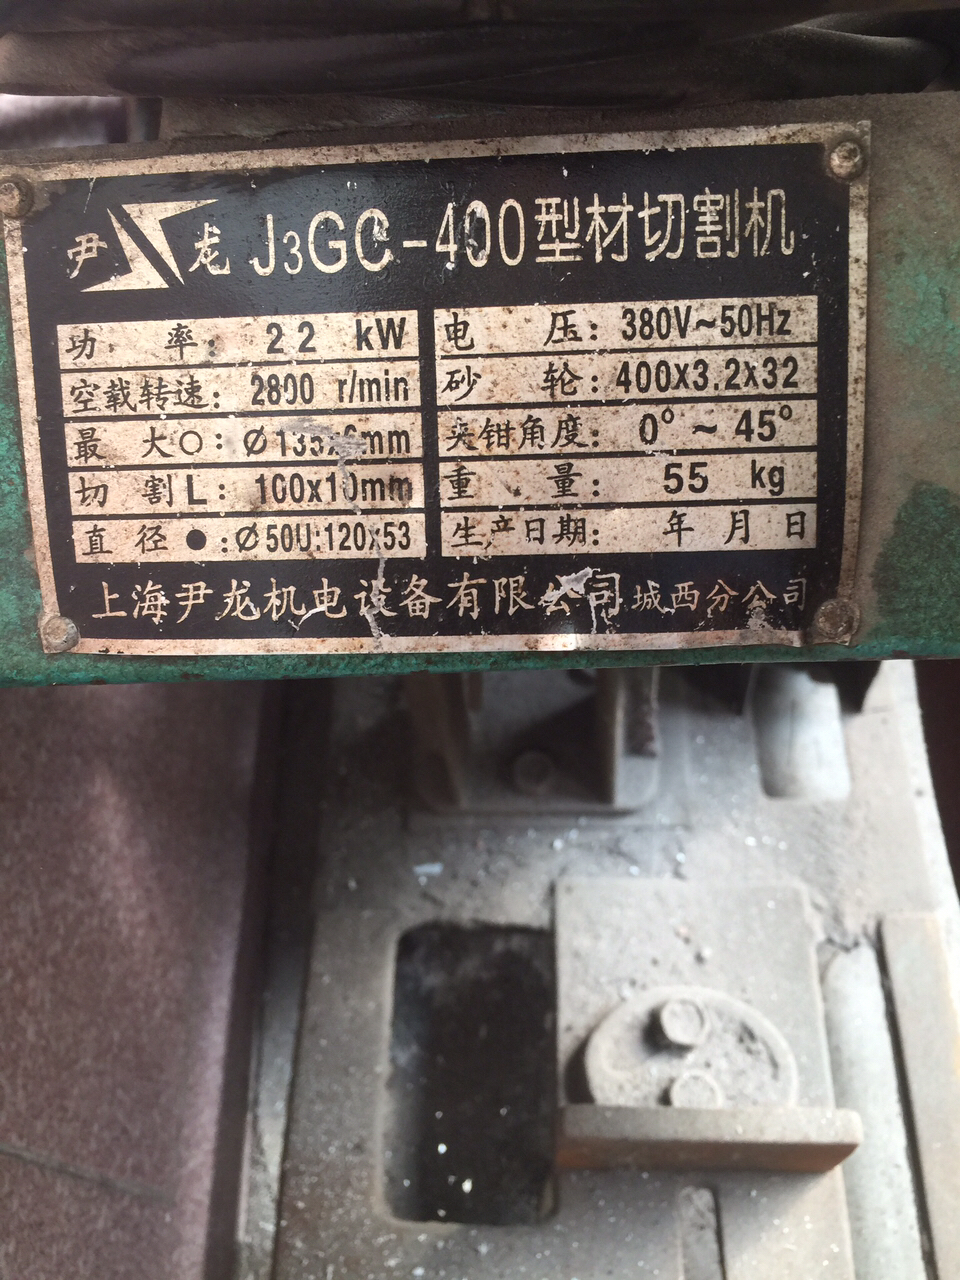 尹龙 J3GC-400型材切割机
功率: 2.2 kW 电压: 380V~50Hz
空载转速: 2800 r/min 砂轮: 400x3.2x32
最大○: 夹钳角度: 0°~45°
切割L: 100x10mm 重量: 55 kg
直径●: Ø50U:120x53 生产日期: 年 月 日
上海尹龙机电设备有限公司城西分公司